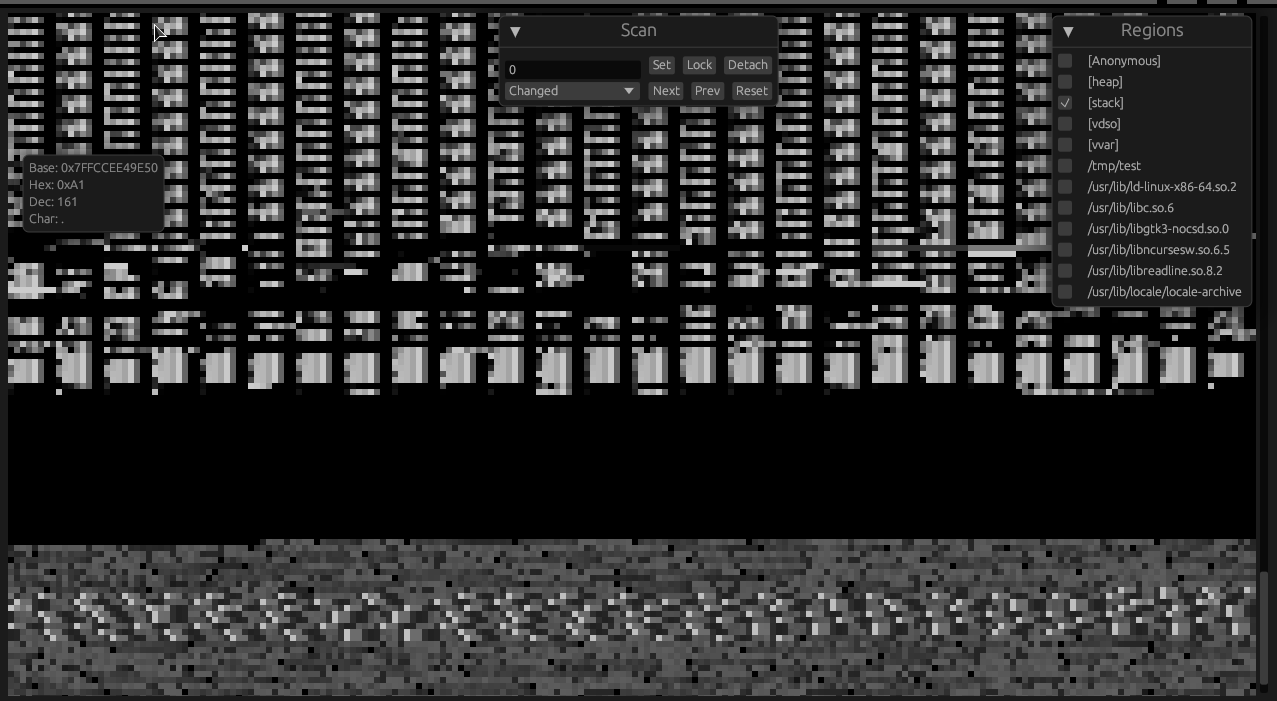 Scan
0
Set Lock Detach
Changed
Next Prev Reset
Regions
[Anonymous]
[heap]
[stack]
[vdso]
[vvar]
/tmp/test
/usr/lib/ld-linux-x86-64.so.2
/usr/lib/libc.so.6
/usr/lib/libgtk3-nocsd.so.0
/usr/lib/libncursesw.so.6.5
/usr/lib/libreadline.so.8.2
/usr/lib/locale/locale-archive
Base: 0x7FFCCEE49E50
Hex: 0xA1
Dec: 161
Char: .